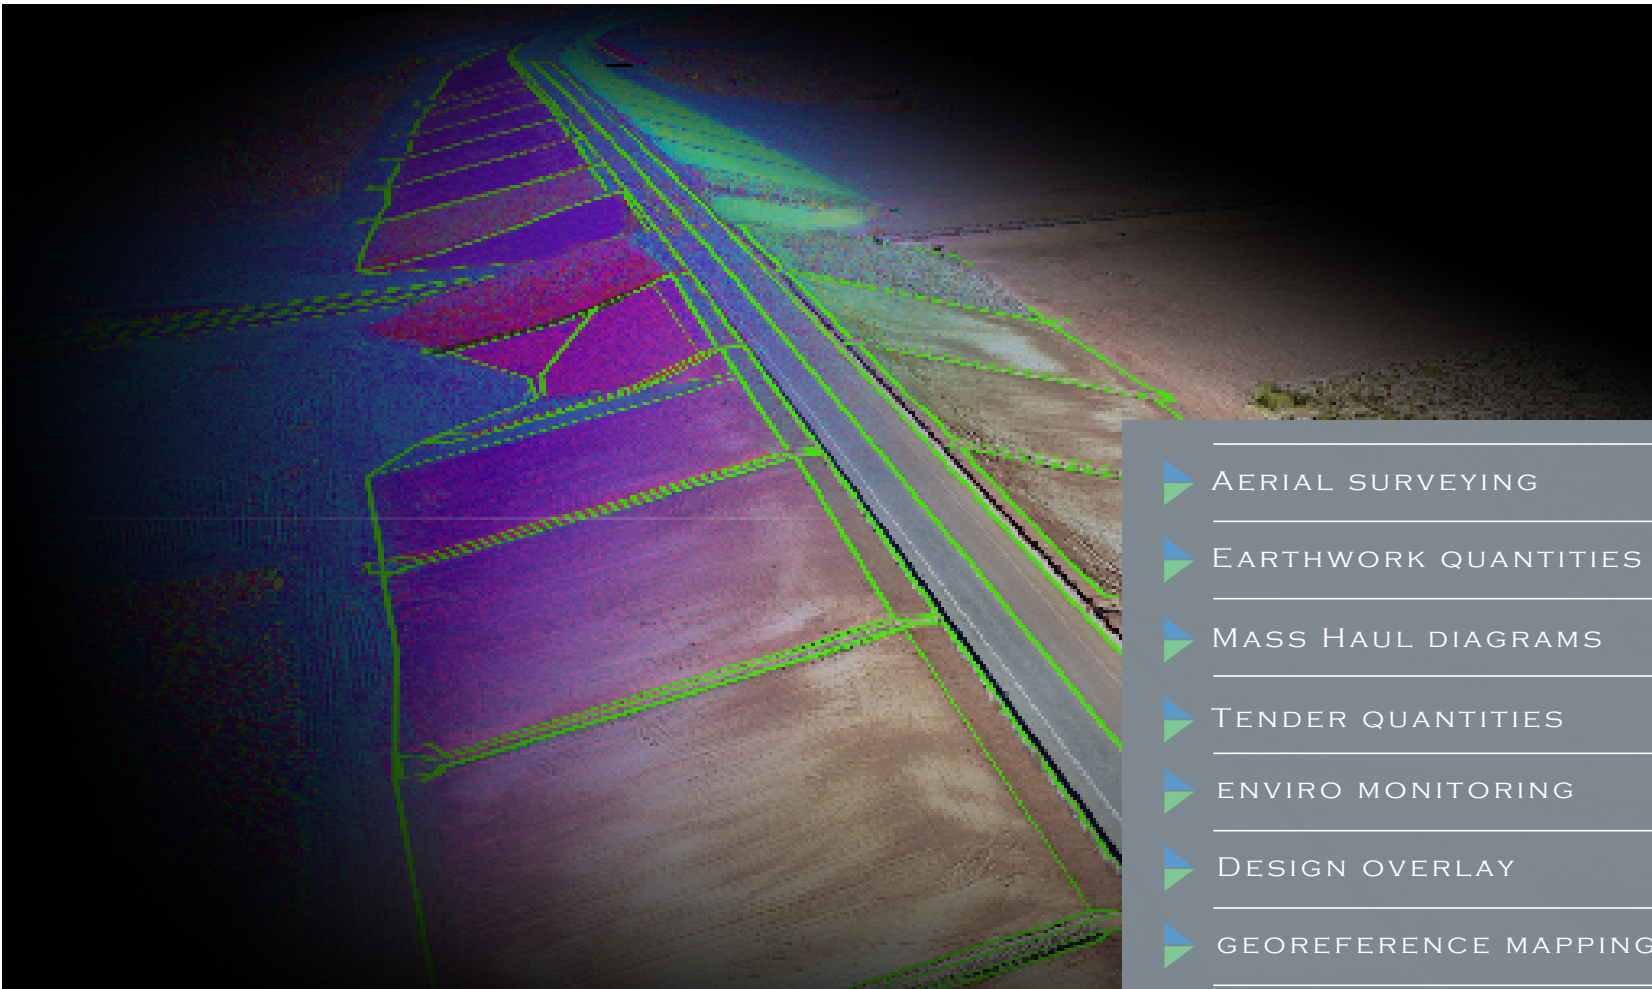 Aerial surveying
Earthwork quantities
Mass Haul diagrams
Tender quantities
enviro monitoring
Design overlay
georeference mapping